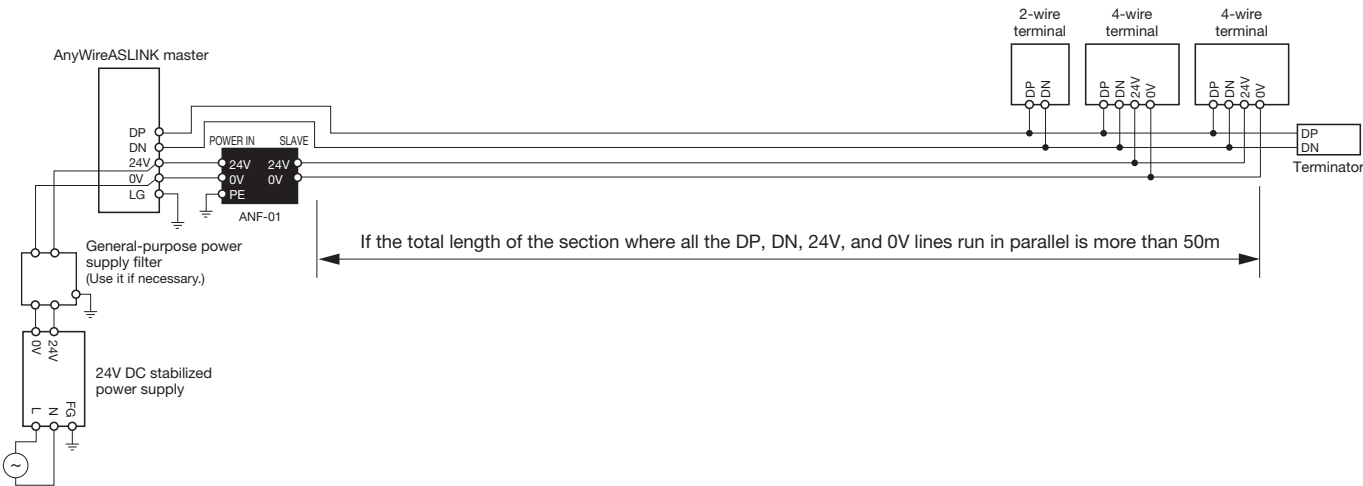 2-wire
terminal
4-wire
terminal
4-wire
terminal
DP
DN
DP
DN
24V
0V
DP
DN
24V
0V
AnyWireASLINK master
DP
DN
24V
0V
LG
POWER IN
SLAVE
24V
0V
PE
24V
0V
ANF-01
DP
DN
Terminator
If the total length of the section where all the DP, DN, 24V, and 0V lines run in parallel is more than 50m
General-purpose power
supply filter
(Use it if necessary.)
0V
24V
24V DC stabilized
power supply
L
N
FG
~